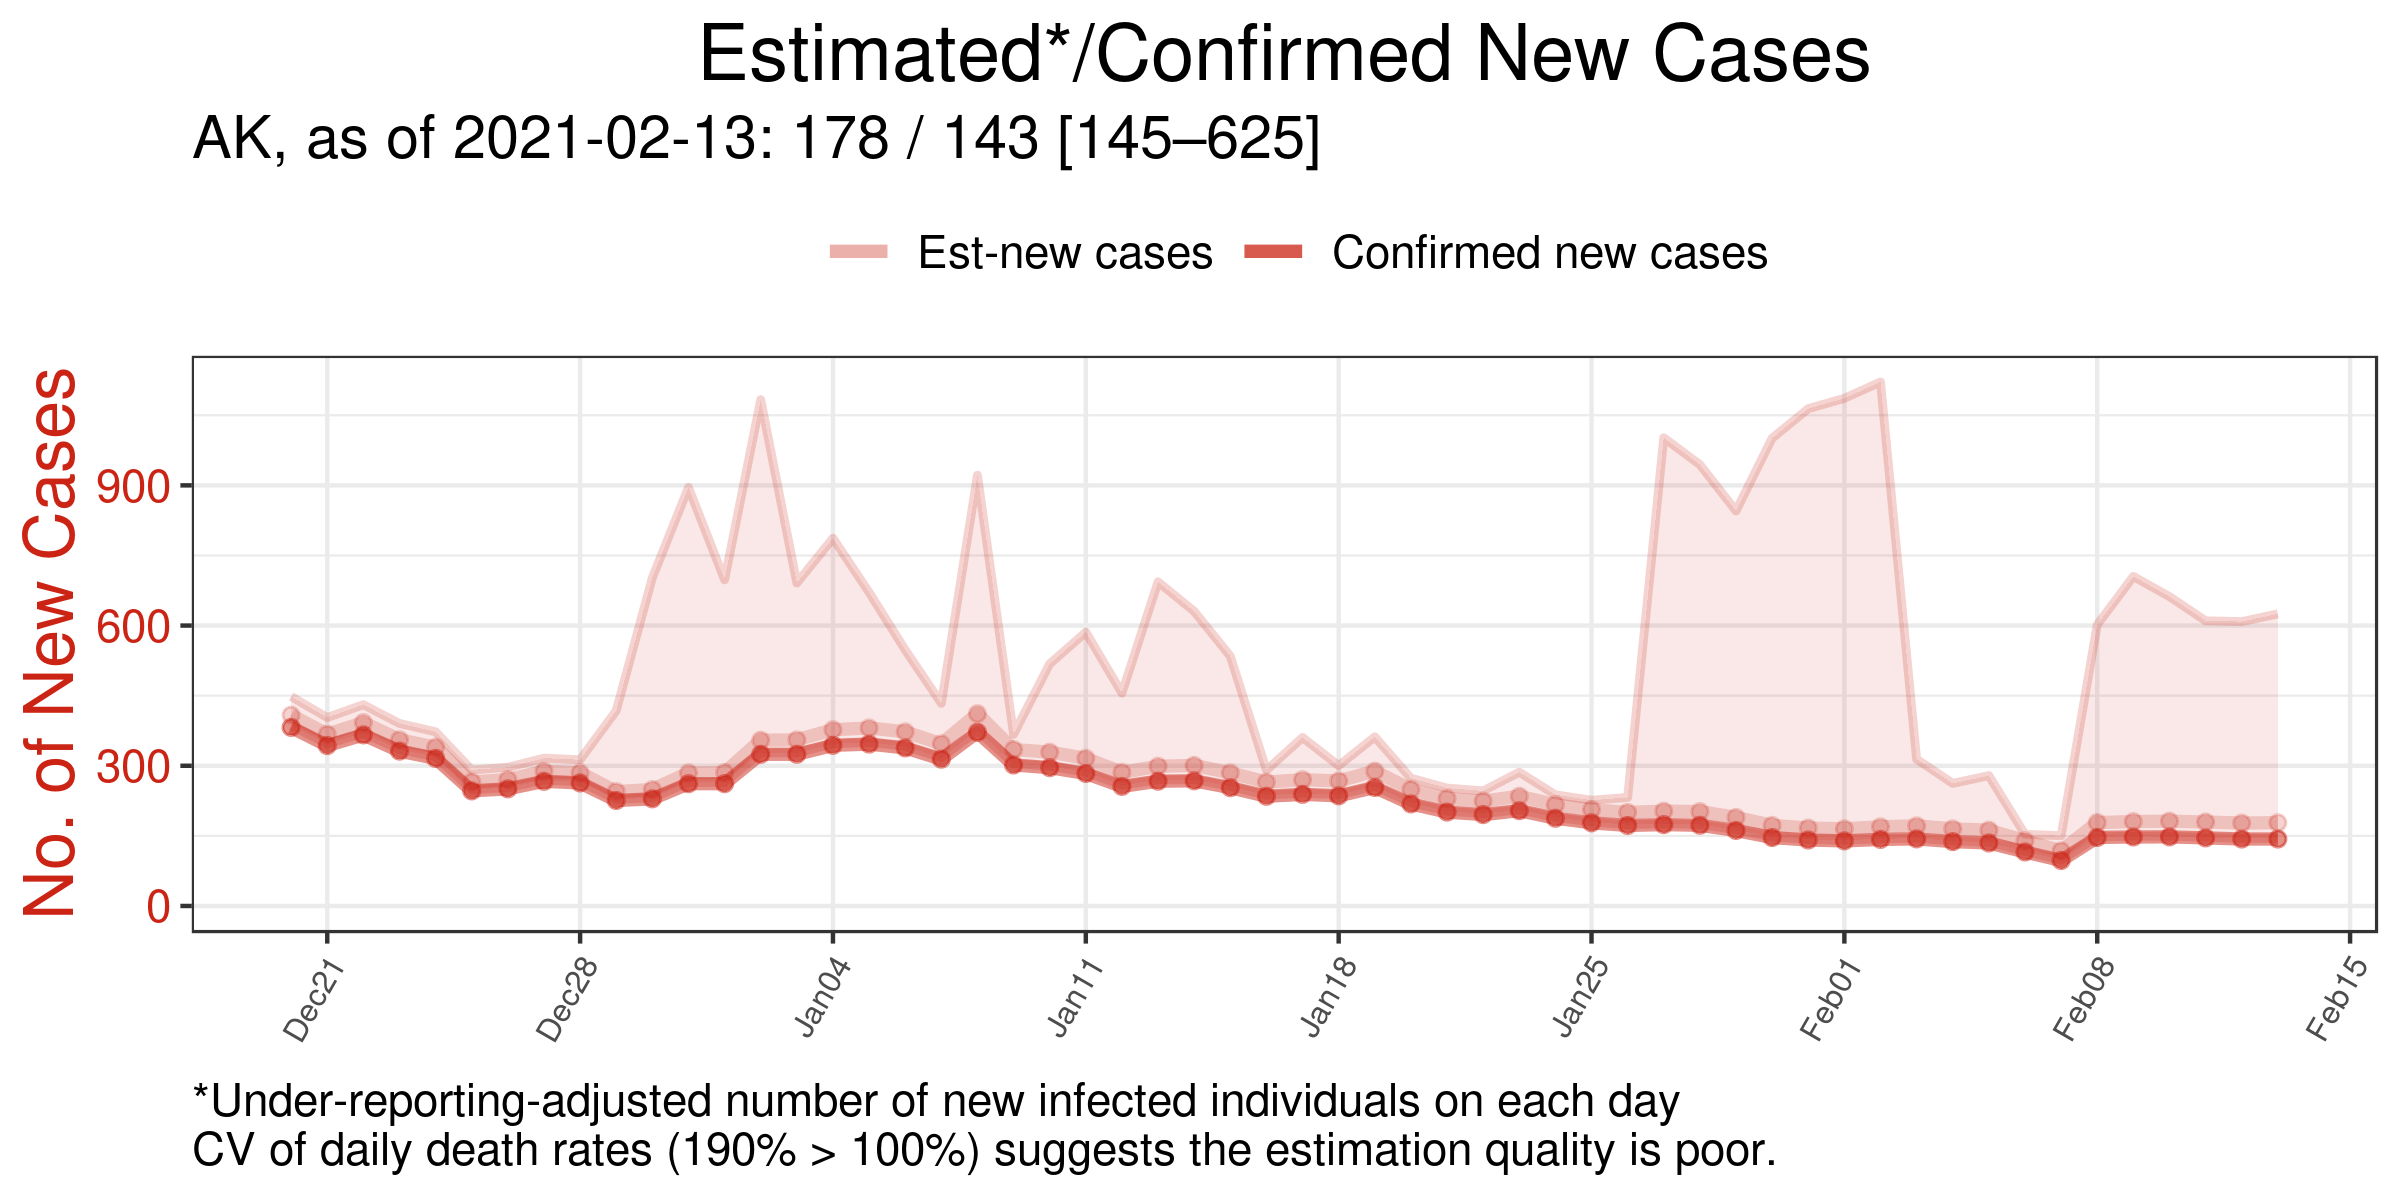 Estimated*/Confirmed New Cases
AK, as of 2021-02-13: 178 / 143 [145–625]
Est-new cases Confirmed new cases
No. of New Cases
900
600
300
0
Dec21 Dec28 Jan04 Jan11 Jan18 Jan25 Feb01 Feb08 Feb15
*Under-reporting-adjusted number of new infected individuals on each day
CV of daily death rates (190% > 100%) suggests the estimation quality is poor.